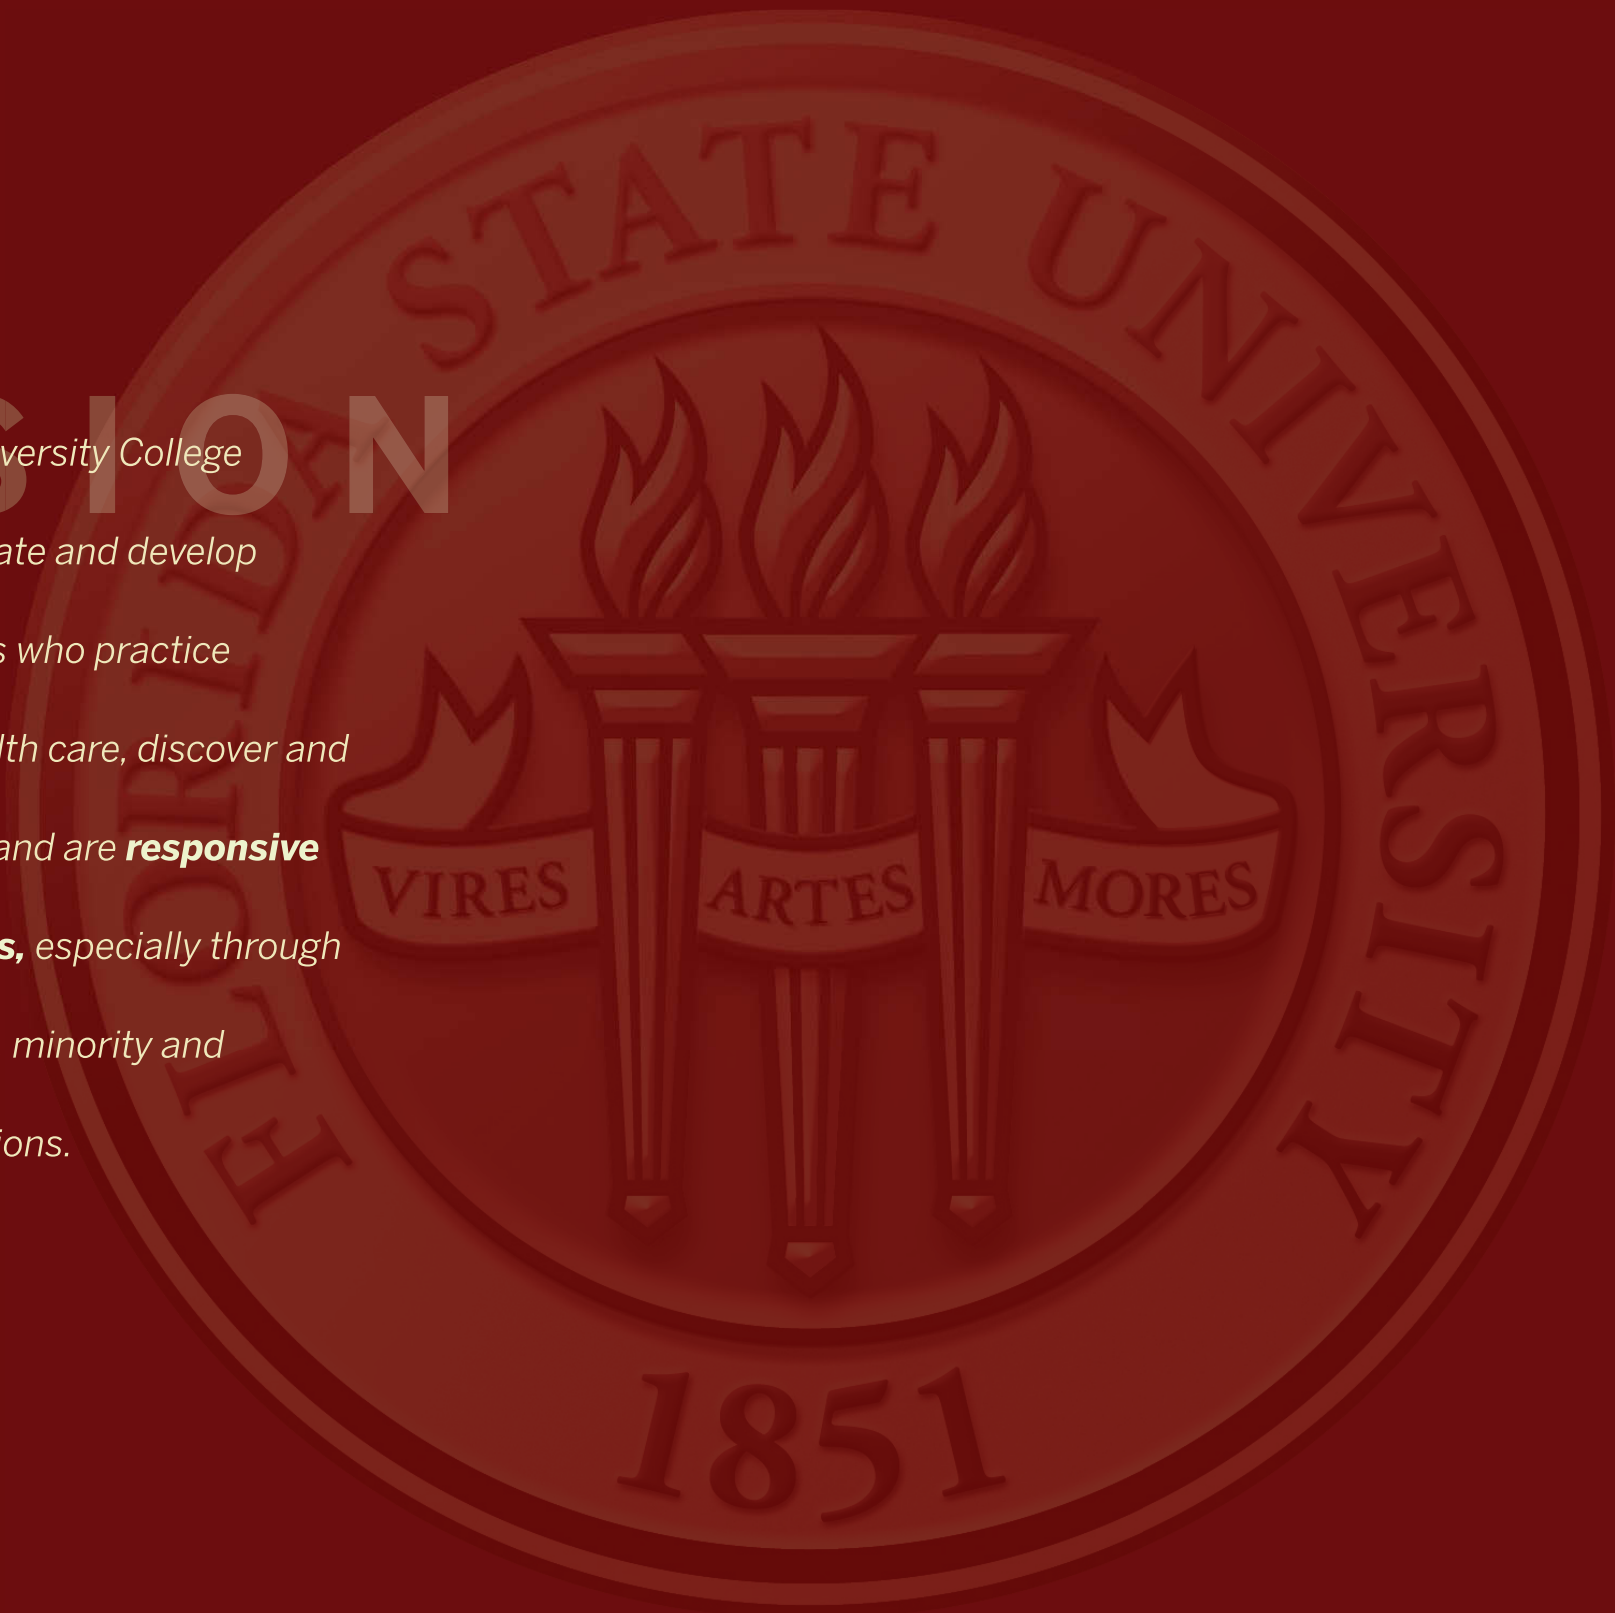 FLORIDA STATE UNIVERSITY
SION
versity College
ate and develop
s who practice
lth care, discover and
and are responsive
s, especially through
minority and
ions.
VIRES ARTES MORES
1851